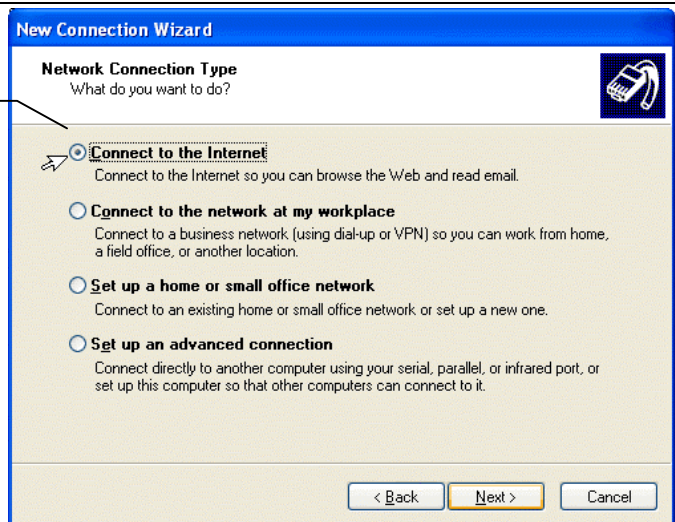 New Connection Wizard
Network Connection Type
What do you want to do?
Connect to the Internet
Connect to the Internet so you can browse the Web and read email.
Connect to the network at my workplace
Connect to a business network (using dial-up or VPN) so you can work from home,
a field office, or another location.
Set up a home or small office network
Connect to an existing home or small office network or set up a new one.
Set up an advanced connection
Connect directly to another computer using your serial, parallel, or infrared port, or
set up this computer so that other computers can connect to it.
< Back Next > Cancel